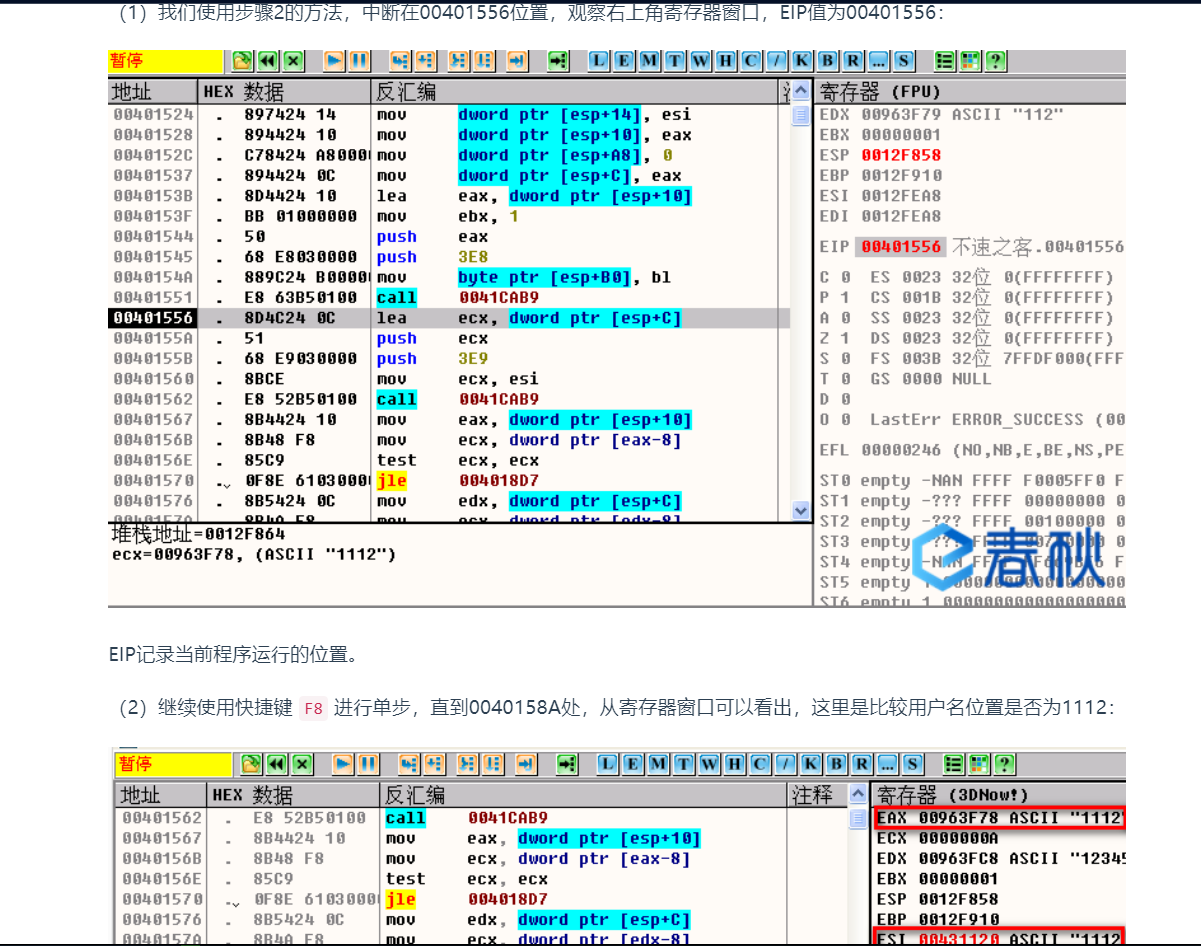 （1）我们使用步骤2的方法，中断在00401556位置，观察右上角寄存器窗口，EIP值为00401556：
暂停 L E M T W H C / K B R ... S ?
地址 HEX 数据 反汇编 寄存器 (FPU)
00401524 . 897424 14 mov dword ptr [esp+14], esi
00401528 . 894424 10 mov dword ptr [esp+10], eax
0040152C . C78424 A8000 mov dword ptr [esp+A8], 0
00401537 . 894424 0C mov dword ptr [esp+C], eax
0040153B . 8D4424 10 lea eax, dword ptr [esp+10]
0040153F . BB 01000000 mov ebx, 1
00401544 . 50 push eax
00401545 . 68 E8030000 push 3E8
0040154A . 889C24 B0000 mov byte ptr [esp+B0], bl
00401551 . E8 63B50100 call 0041CAB9
00401556 . 8D4C24 0C lea ecx, dword ptr [esp+C]
0040155A . 51 push ecx
0040155B . 68 E9030000 push 3E9
00401560 . 8BCE mov ecx, esi
00401562 . E8 52B50100 call 0041CAB9
00401567 . 8B4424 10 mov eax, dword ptr [esp+10]
0040156B . 8B48 F8 mov ecx, dword ptr [eax-8]
0040156E . 85C9 test ecx, ecx
00401570 . 0F8E 6103000 jle 004018D7
00401576 . 8B5424 0C mov edx, dword ptr [esp+C]
0040157A . 8B4A F8 mov ecx, dword ptr [edx-8]
EDX 00963F79 ASCII "112"
EBX 00000001
ESP 0012F858
EBP 0012F910
ESI 0012FEA8
EDI 0012FEA8
EIP 00401556 不速之客.00401556
C 0 ES 0023 32位 0(FFFFFFFF)
P 1 CS 001B 32位 0(FFFFFFFF)
A 0 SS 0023 32位 0(FFFFFFFF)
Z 1 DS 0023 32位 0(FFFFFFFF)
S 0 FS 003B 32位 7FFDF000(FFF
T 0 GS 0000 NULL
D 0
O 0 LastErr ERROR_SUCCESS (00
EFL 00000246 (NO,NB,E,BE,NS,PE
ST0 empty -NAN FFFF F0005FF0 F
ST1 empty -??? FFFF 00000000 0
ST2 empty -??? FFFF 00100000 0
ST3 empty
ST4 empty
ST5 empty
ST6 empty 1 000000000000000000
春秋
堆栈地址=0012F864
ecx=00963F78, (ASCII "1112")
EIP记录当前程序运行的位置。
（2）继续使用快捷键 F8 进行单步，直到0040158A处，从寄存器窗口可以看出，这里是比较用户名位置是否为1112：
暂停 L E M T W H C / K B R ... S ?
地址 HEX 数据 反汇编 注释 寄存器 (3DNow!)
00401562 . E8 52B50100 call 0041CAB9
00401567 . 8B4424 10 mov eax, dword ptr [esp+10]
0040156B . 8B48 F8 mov ecx, dword ptr [eax-8]
0040156E . 85C9 test ecx, ecx
00401570 . 0F8E 6103000 jle 004018D7
00401576 . 8B5424 0C mov edx, dword ptr [esp+C]
0040157A . 8B4A F8 mov ecx, dword ptr [edx-8]
EAX 00963F78 ASCII "1112"
ECX 0000000A
EDX 00963FC8 ASCII "12345
EBX 00000001
ESP 0012F858
EBP 0012F910
ESI 00431120 ASCII "1112